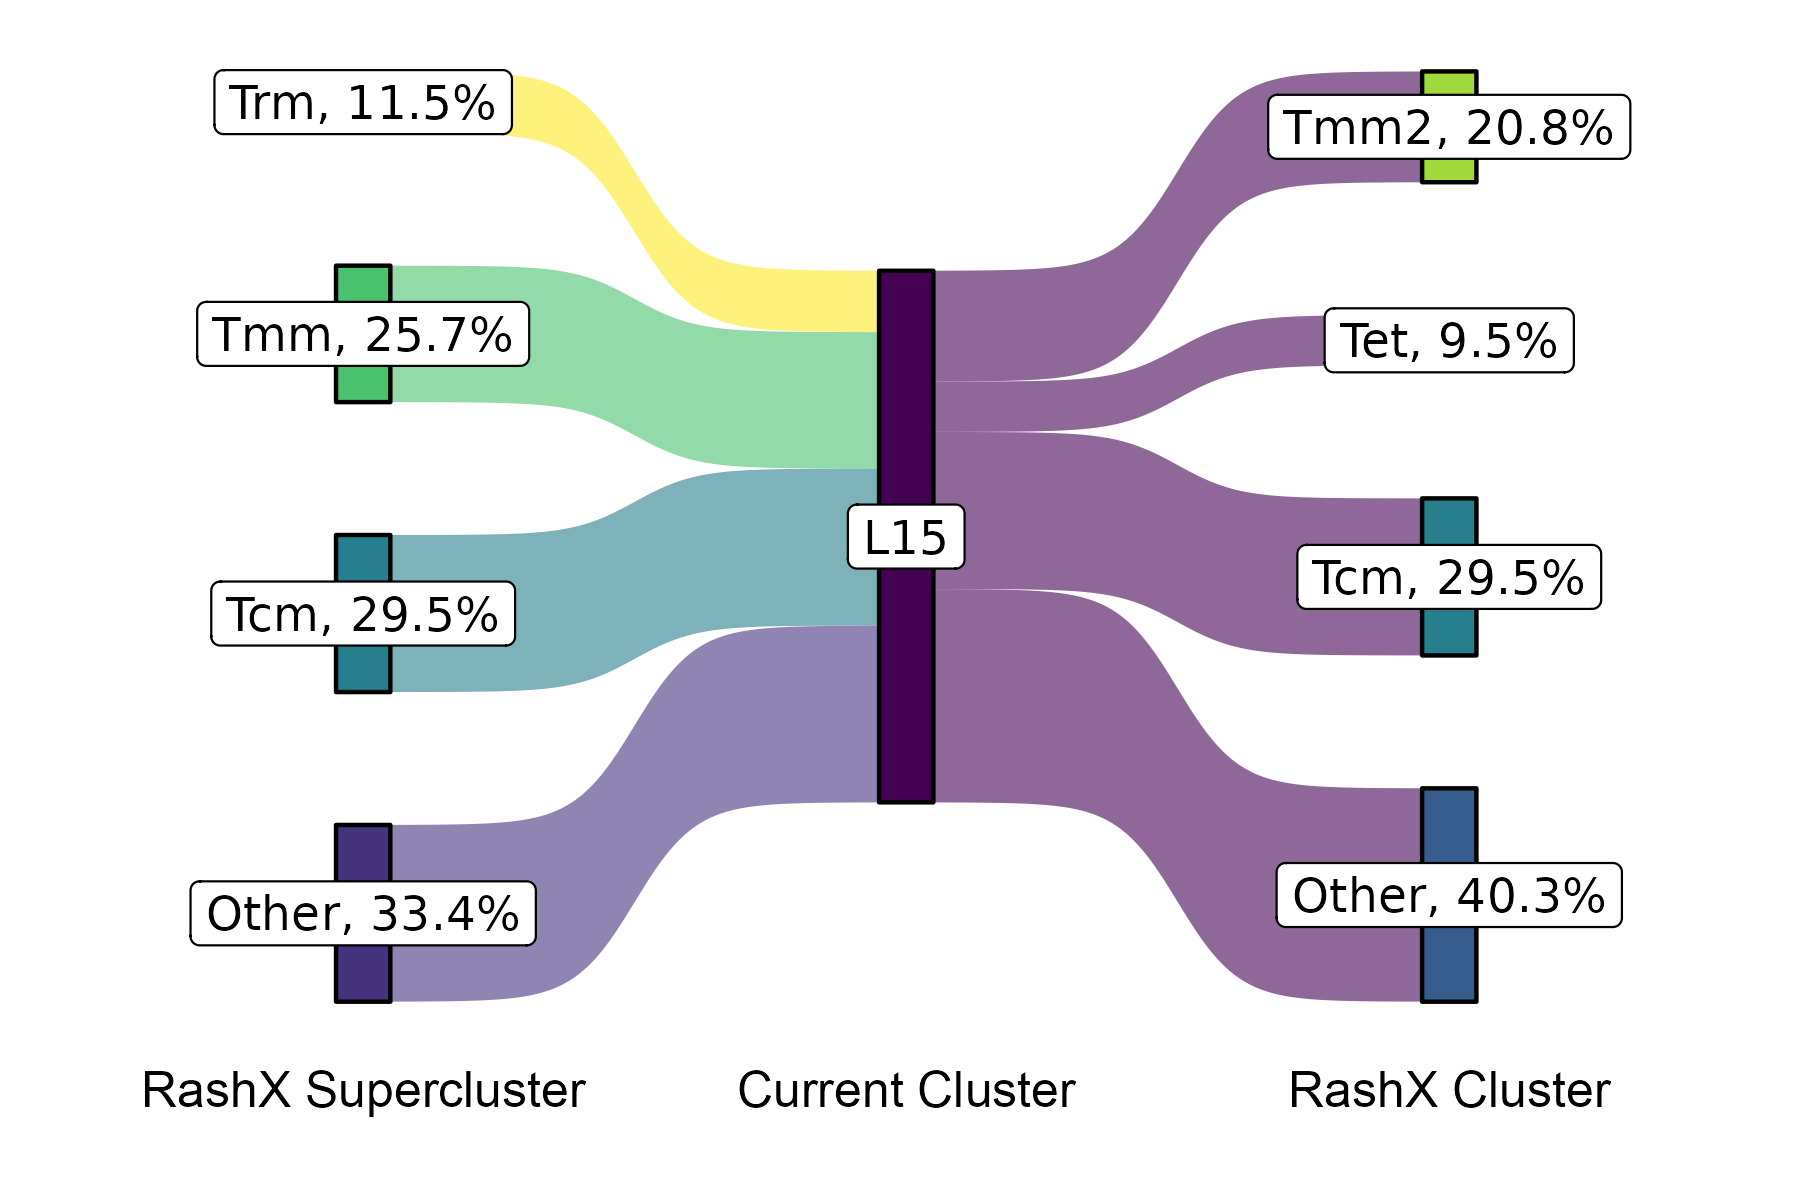 Trm, 11.5%
Tmm, 25.7%
Tcm, 29.5%
Other, 33.4%
L15
Tmm2, 20.8%
Tet, 9.5%
Tcm, 29.5%
Other, 40.3%
RashX Supercluster
Current Cluster
RashX Cluster